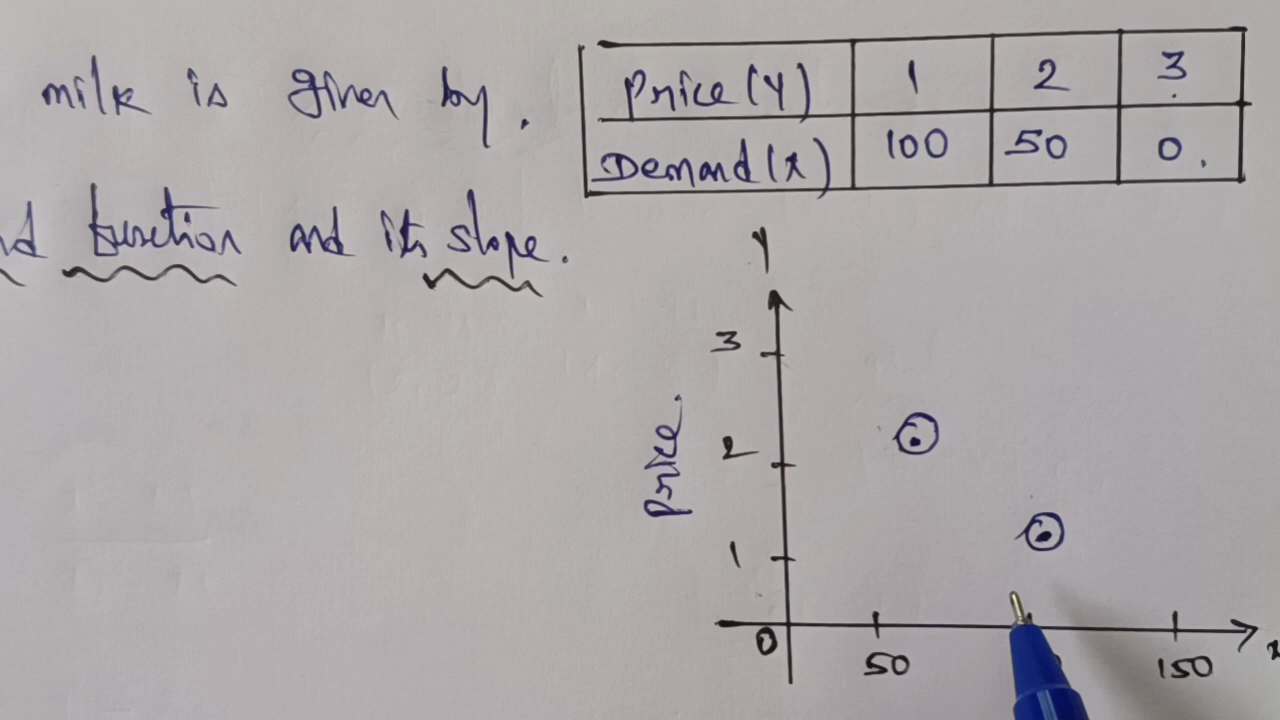 milk is given by.
Price (Y) 1 2 3
Demand (x) 100 50 0.
function and its slope.
Y
3
Price.
2
1
0 50 150